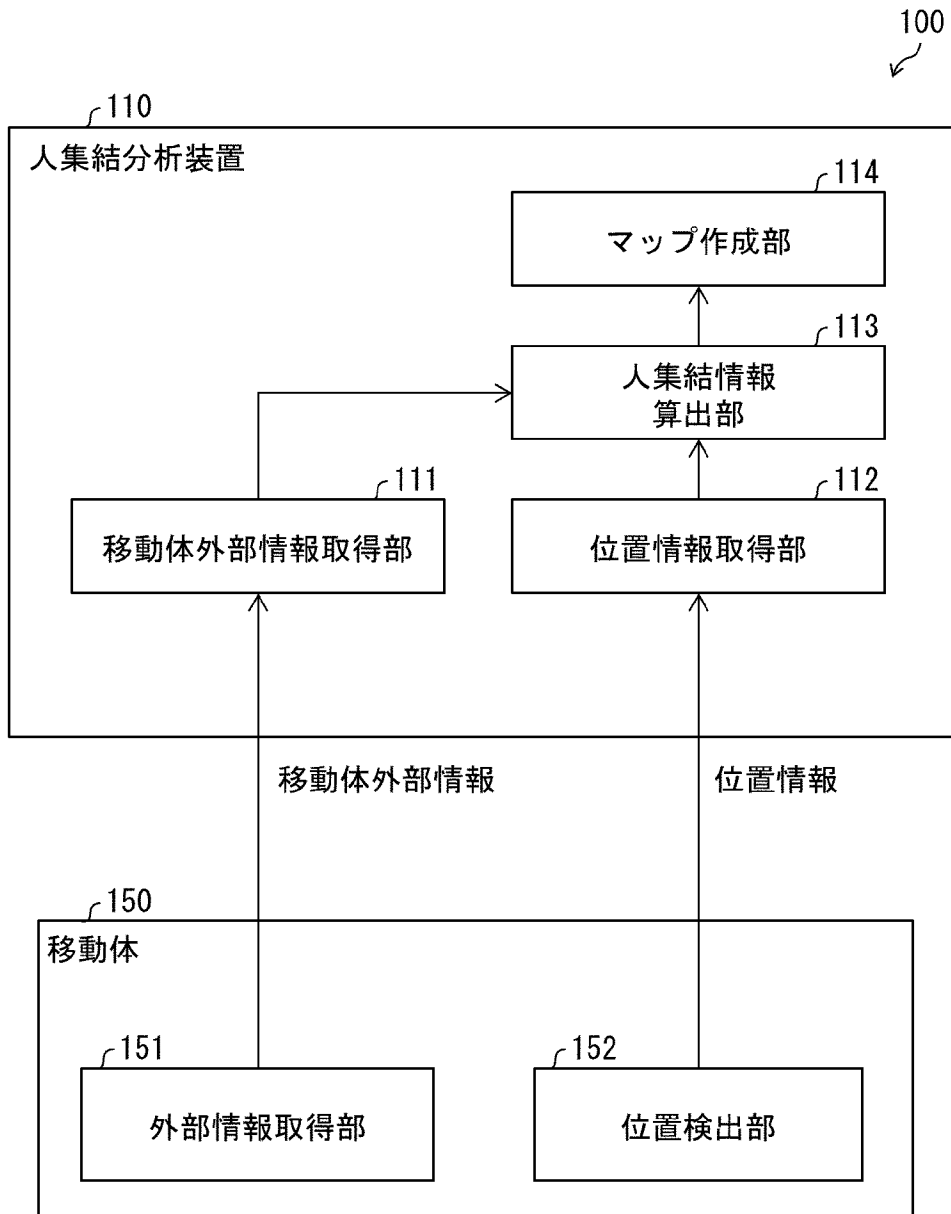 100
110
人集結分析装置
114
マップ作成部
113
人集結情報
算出部
111
移動体外部情報取得部
112
位置情報取得部
移動体外部情報
位置情報
150
移動体
151
外部情報取得部
152
位置検出部